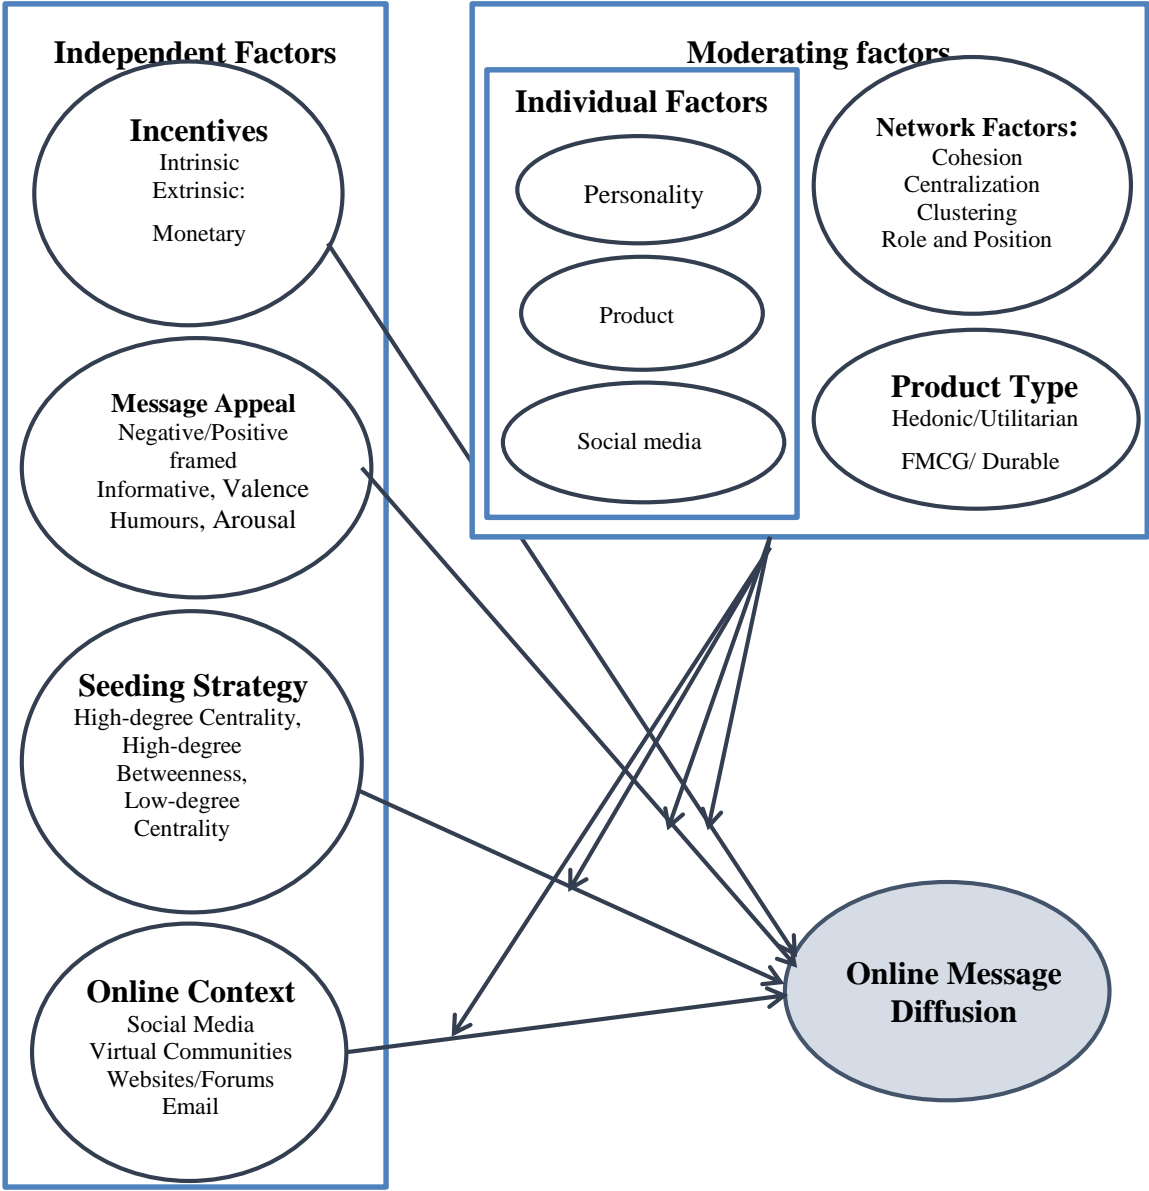 Independent Factors
Incentives
Intrinsic
Extrinsic:
Monetary
Message Appeal
Negative/Positive
framed
Informative, Valence
Humours, Arousal
Seeding Strategy
High-degree Centrality,
High-degree
Betweenness,
Low-degree
Centrality
Online Context
Social Media
Virtual Communities
Websites/Forums
Email
Moderating factors
Individual Factors
Personality
Product
Social media
Network Factors:
Cohesion
Centralization
Clustering
Role and Position
Product Type
Hedonic/Utilitarian
FMCG/ Durable
Online Message
Diffusion